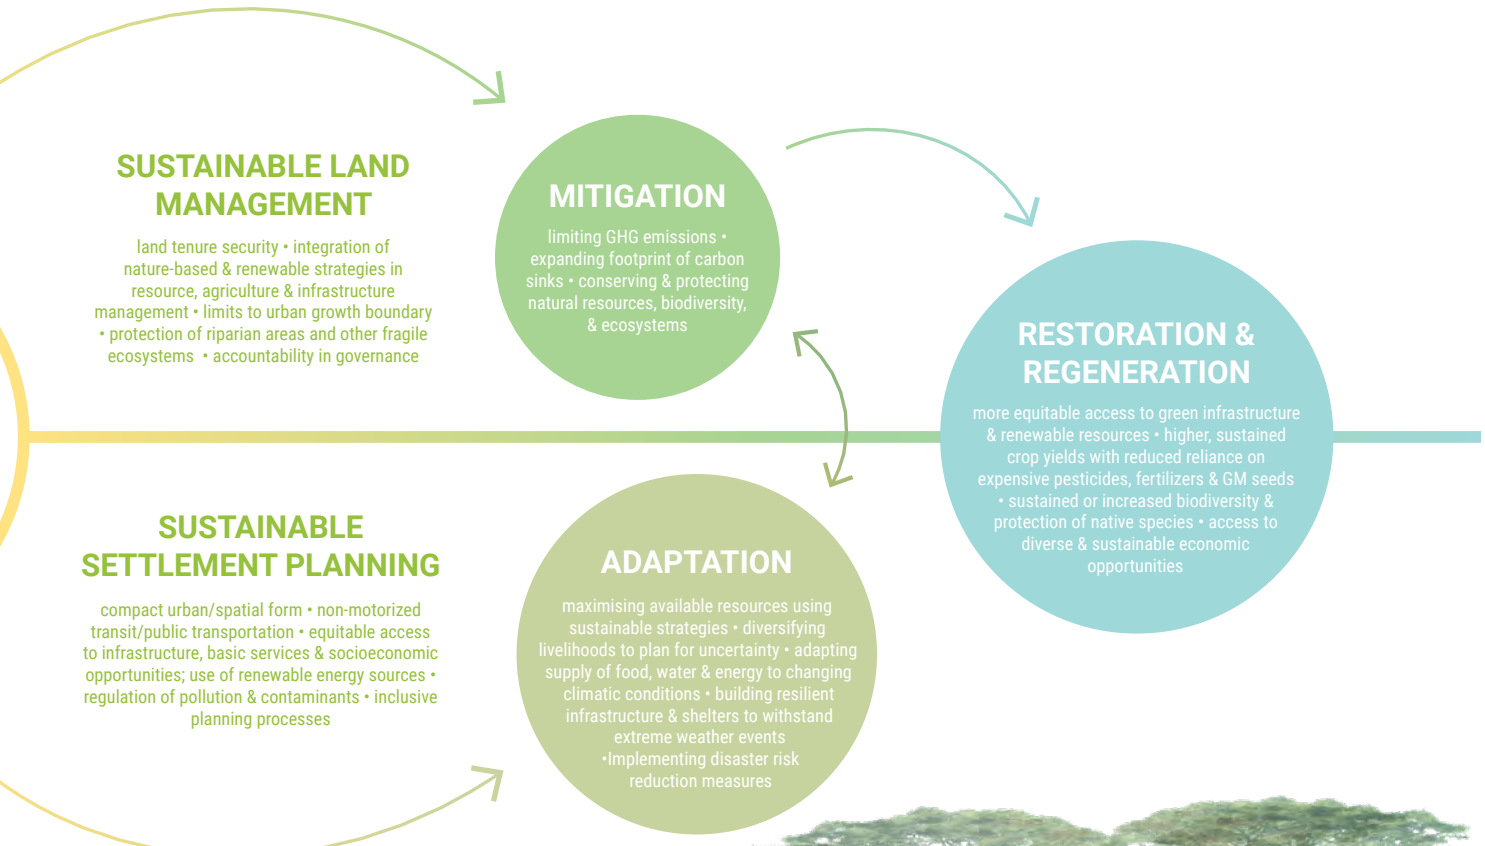 SUSTAINABLE LAND
MANAGEMENT
land tenure security • integration of
nature-based & renewable strategies in
resource, agriculture & infrastructure
management • limits to urban growth boundary
• protection of riparian areas and other fragile
ecosystems • accountability in governance
MITIGATION
limiting GHG emissions •
expanding footprint of carbon
sinks • conserving & protecting
natural resources, biodiversity,
& ecosystems
RESTORATION &
REGENERATION
more equitable access to green infrastructure
& renewable resources • higher, sustained
crop yields with reduced reliance on
expensive pesticides, fertilizers & GM seeds
• sustained or increased biodiversity &
protection of native species • access to
diverse & sustainable economic
opportunities
SUSTAINABLE
SETTLEMENT PLANNING
compact urban/spatial form • non-motorized
transit/public transportation • equitable access
to infrastructure, basic services & socioeconomic
opportunities; use of renewable energy sources •
regulation of pollution & contaminants • inclusive
planning processes
ADAPTATION
maximising available resources using
sustainable strategies • diversifying
livelihoods to plan for uncertainty • adapting
supply of food, water & energy to changing
climatic conditions • building resilient
infrastructure & shelters to withstand
extreme weather events
•Implementing disaster risk
reduction measures